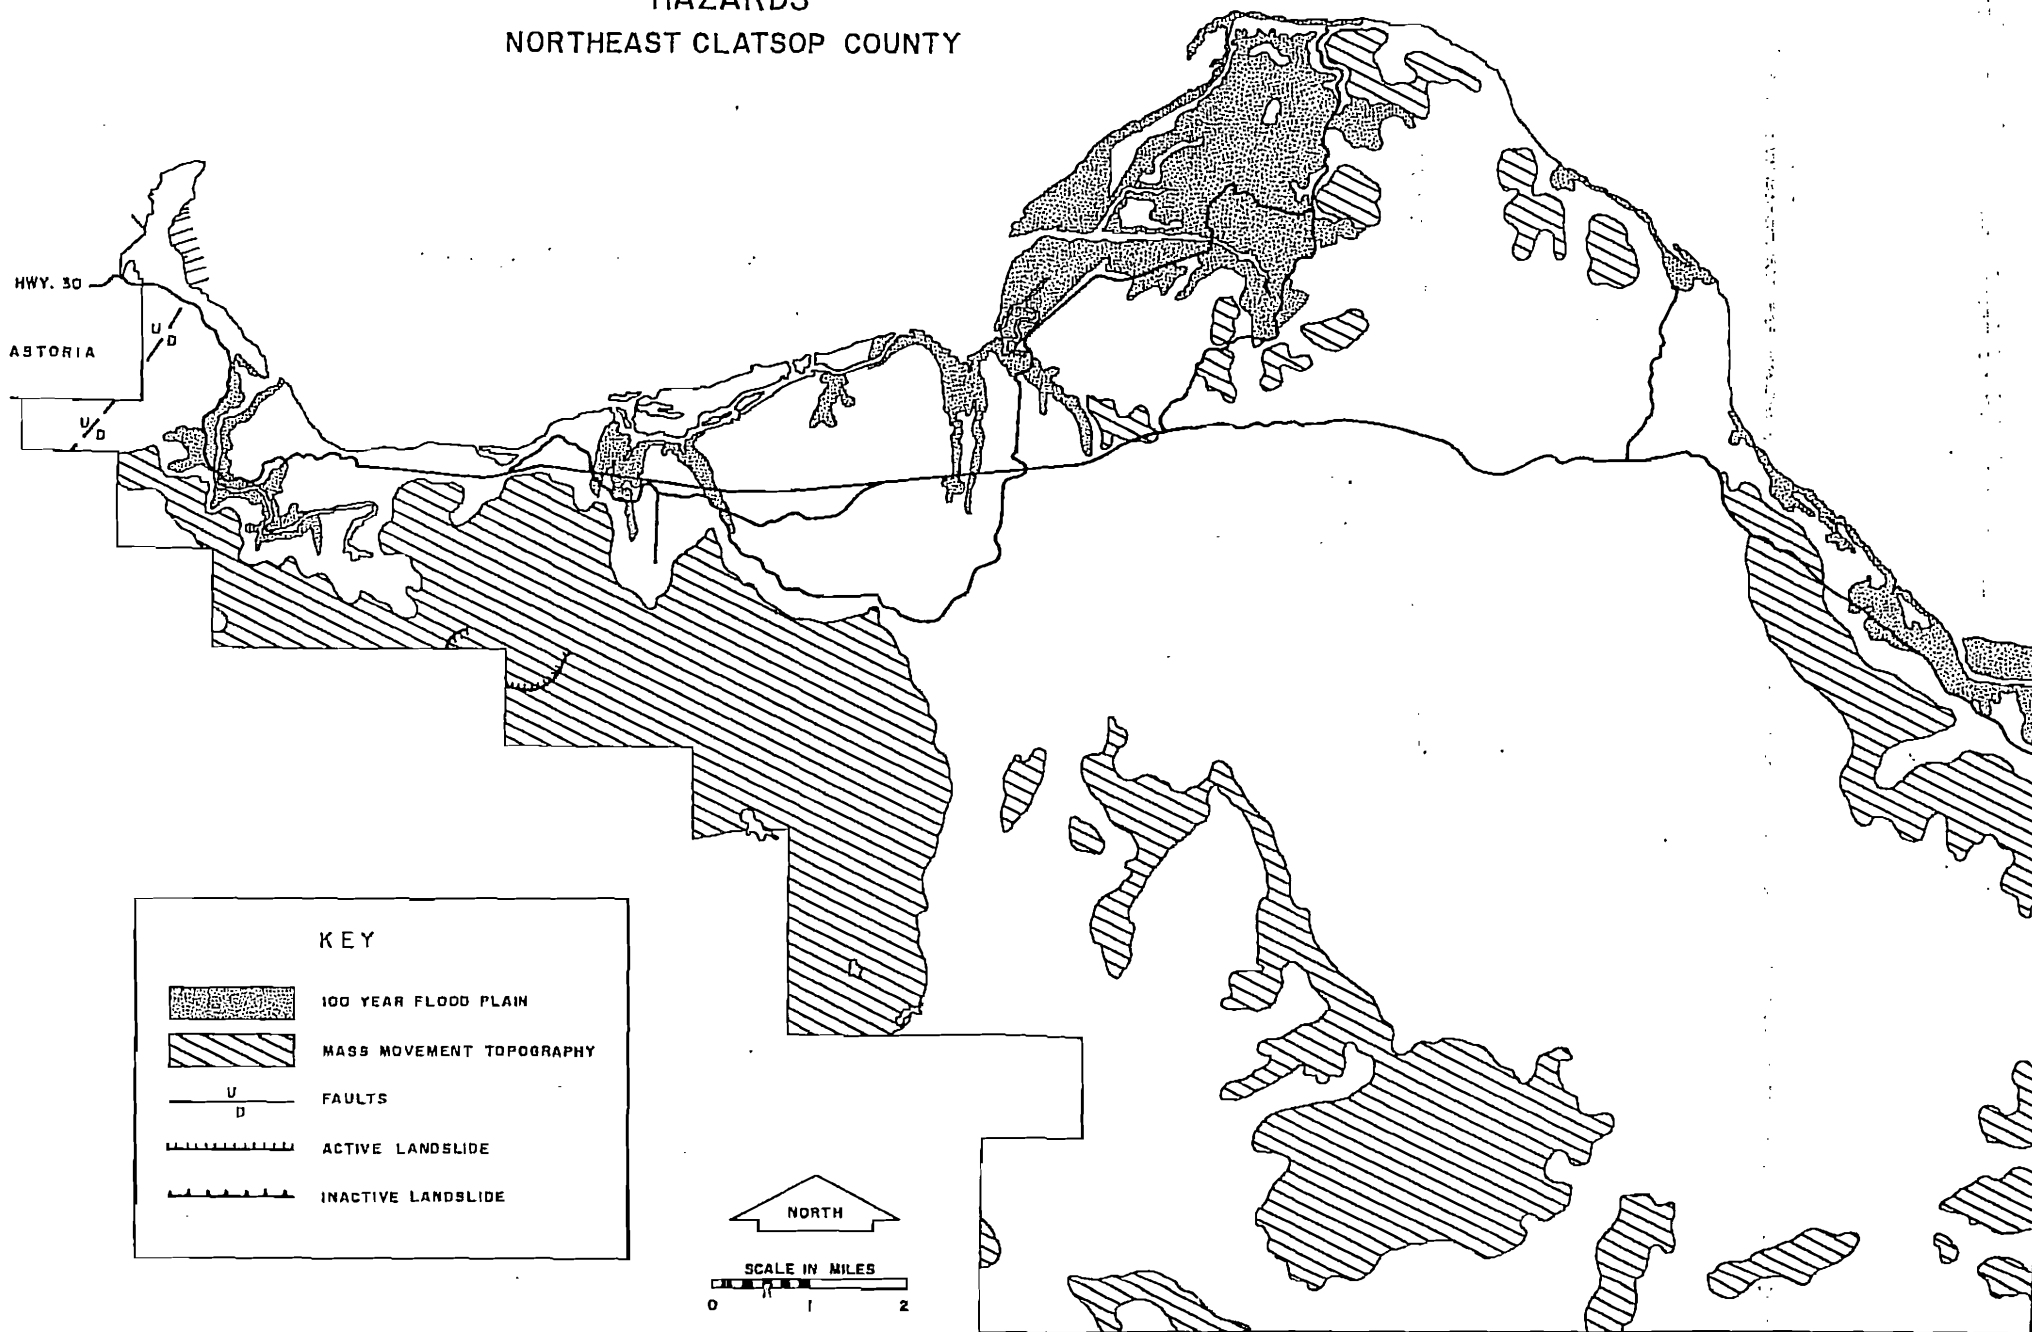 HAZARDS
NORTHEAST CLATSOP COUNTY
HWY. 30
ASTORIA
U
D
U
D
KEY
100 YEAR FLOOD PLAIN
MASS MOVEMENT TOPOGRAPHY
U
D
FAULTS
ACTIVE LANDSLIDE
INACTIVE LANDSLIDE
NORTH
SCALE IN MILES
0 1 2